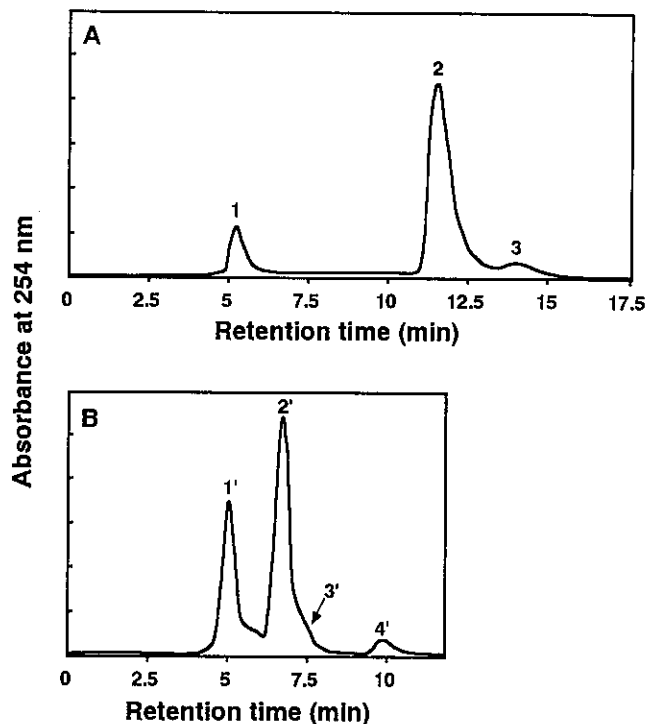 A
1
2
3
0 2.5 5 7.5 10 12.5 15 17.5
Retention time (min)
Absorbance at 254 nm
B
1'
2'
3'
4'
0 2.5 5 7.5 10
Retention time (min)